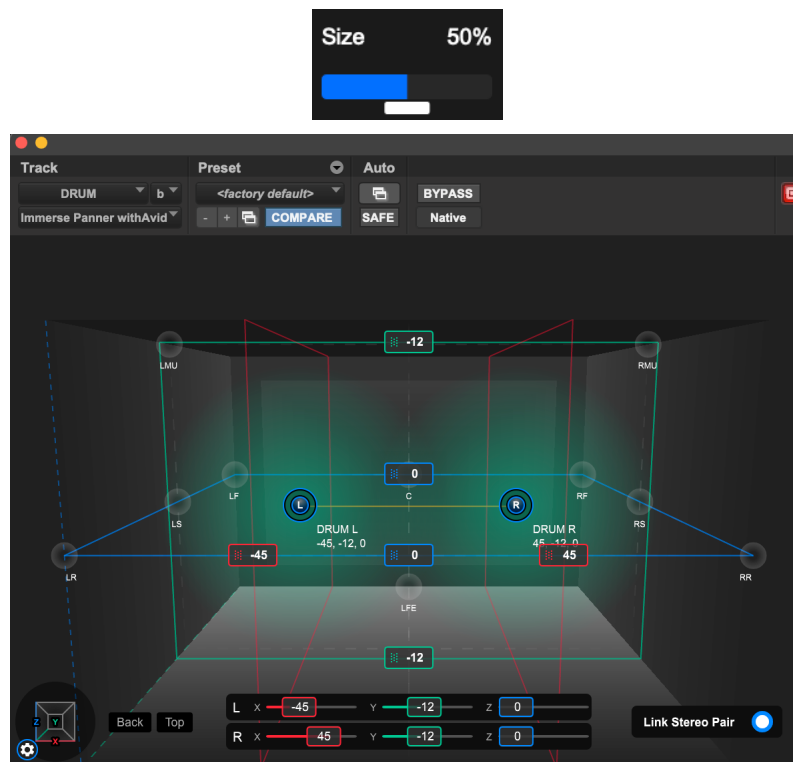 Size 50%
Track Preset Auto
DRUM b <factory default> BYPASS
Immerse Panner withAvid - + COMPARE SAFE Native
-12
LMU RMU
0
LF C RF
L R
LS RS
DRUM L DRUM R
-45, -12, 0 45, -12, 0
-45 0 45
LR RR
LFE
-12
L X -45 Y -12 Z 0
Z Y Back Top Link Stereo Pair
R X 45 Y -12 Z 0
X